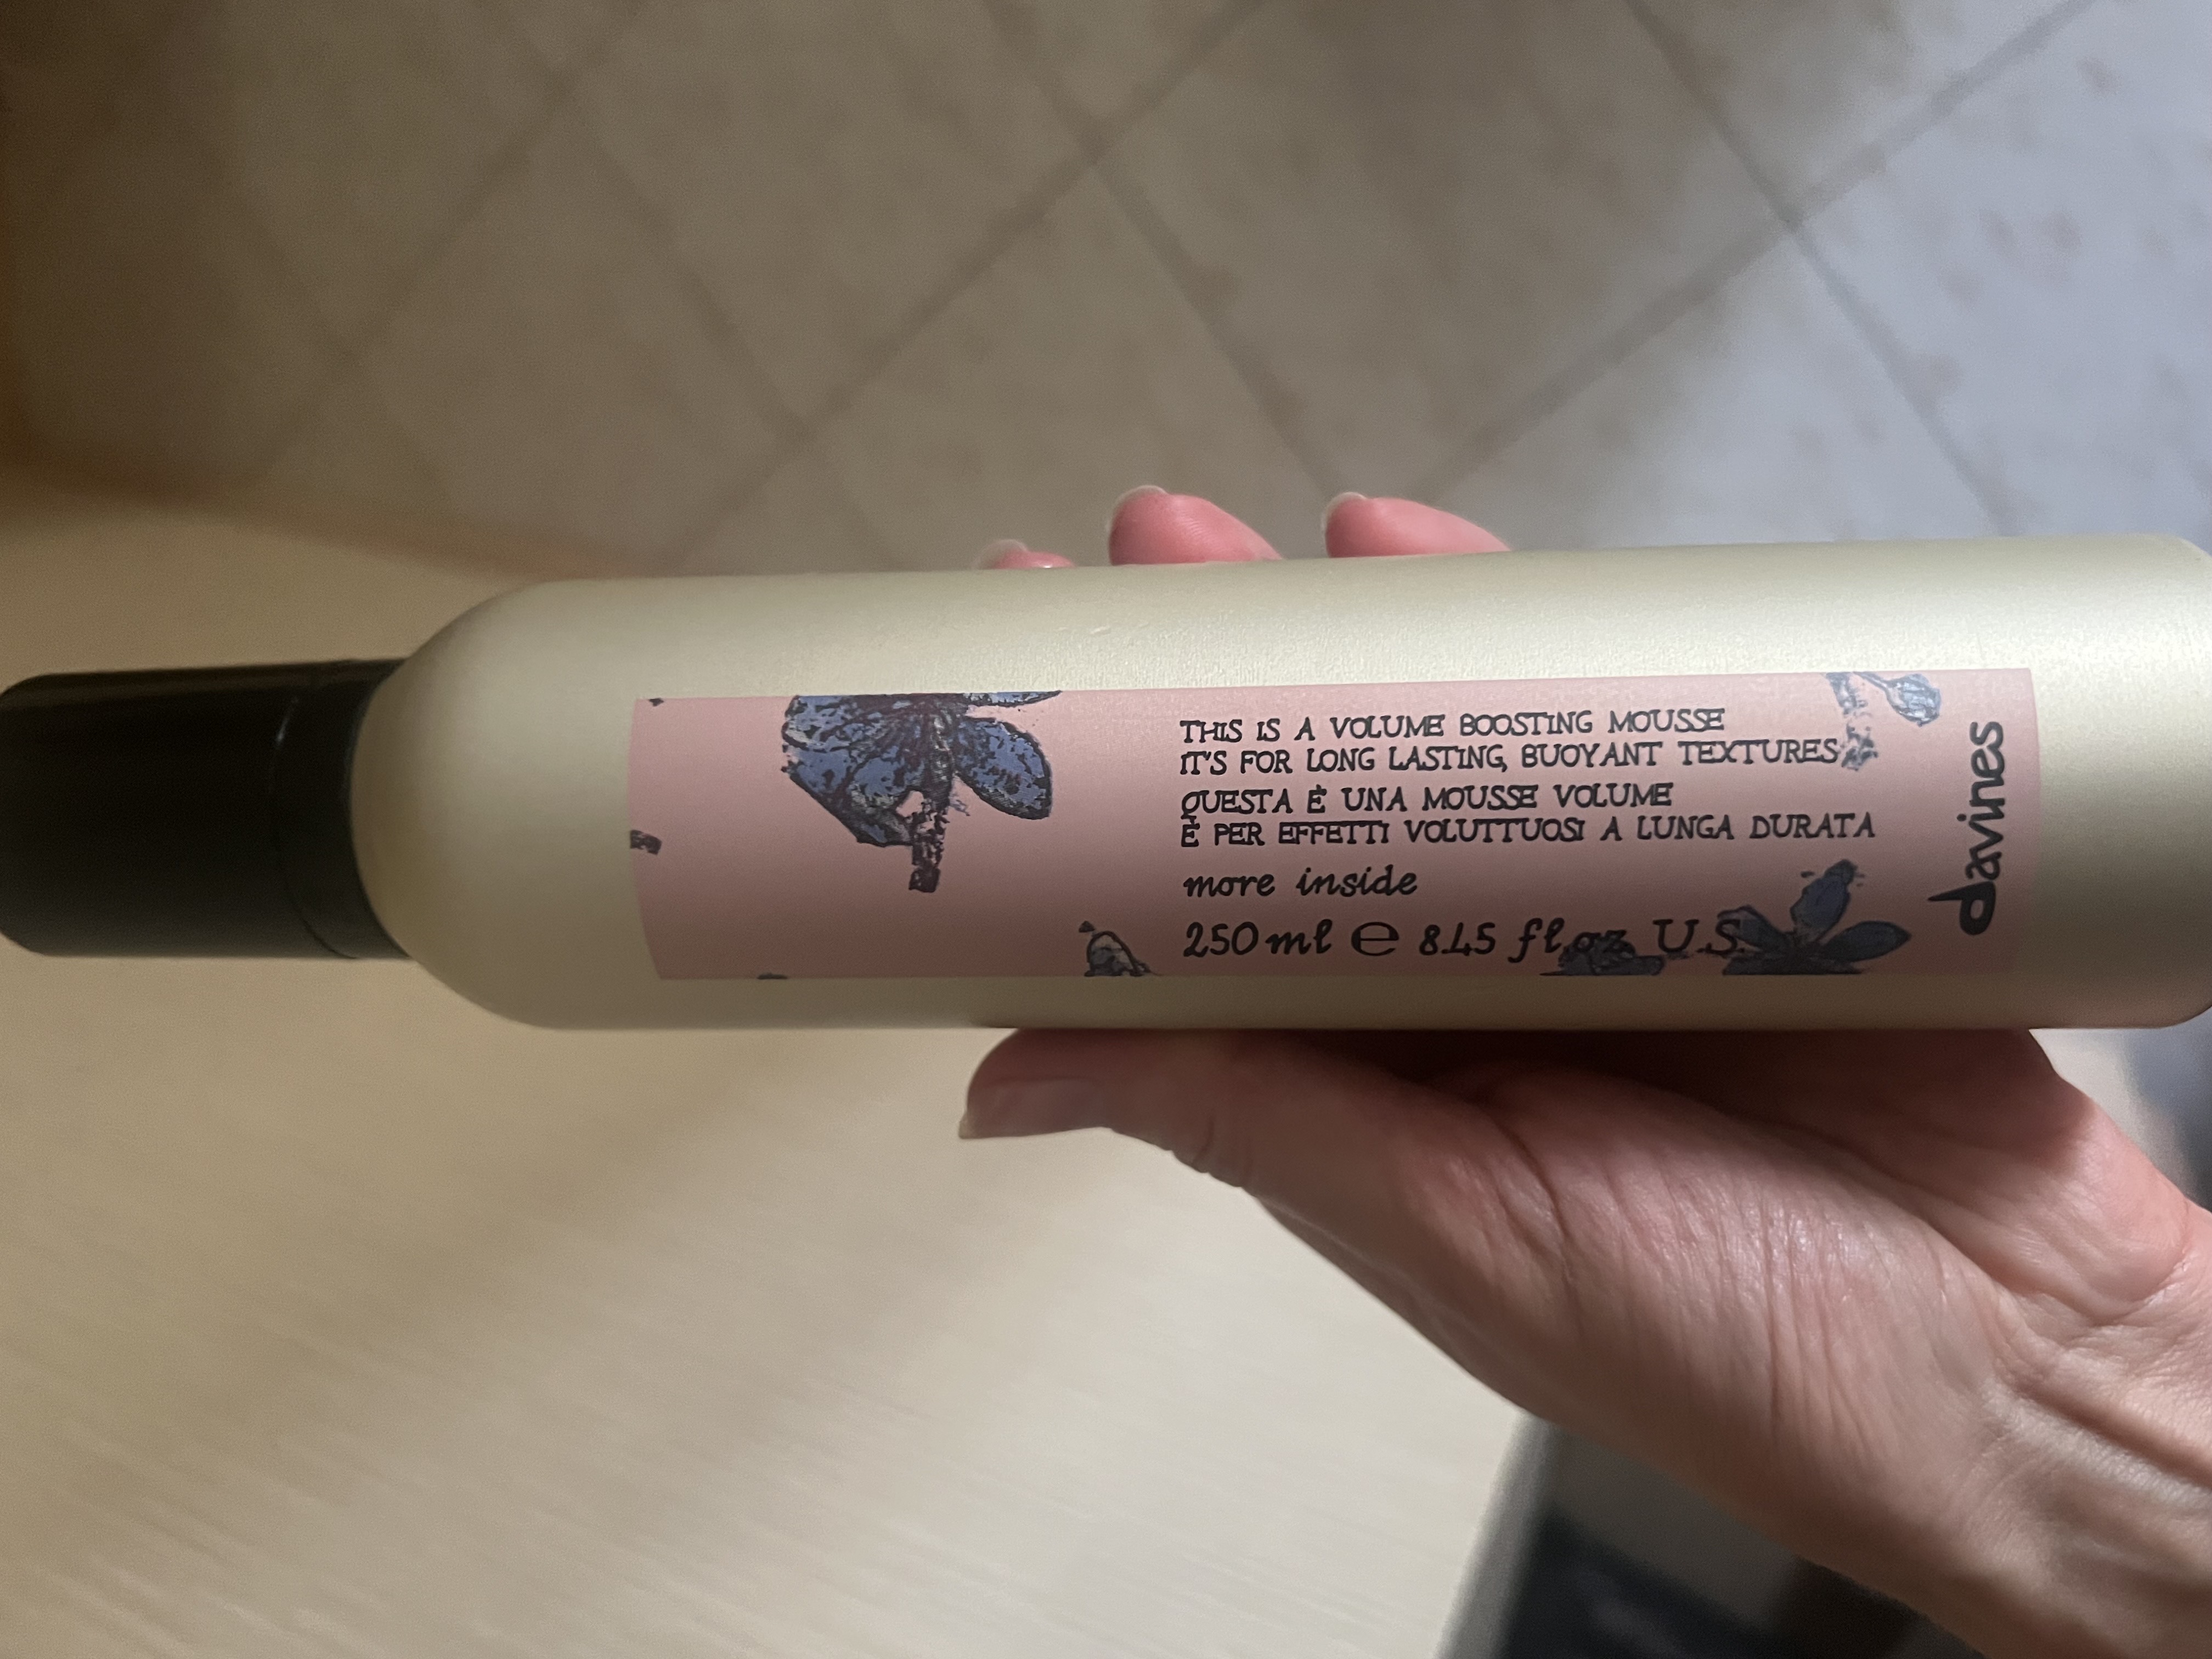 THIS IS A VOLUME BOOSTING MOUSSE
IT'S FOR LONG LASTING, BUOYANT TEXTURES
QUESTA È UNA MOUSSE VOLUME
È PER EFFETTI VOLUTTUOSI A LUNGA DURATA
more inside
250 ml e 8.45 fl.oz U.S.
davines